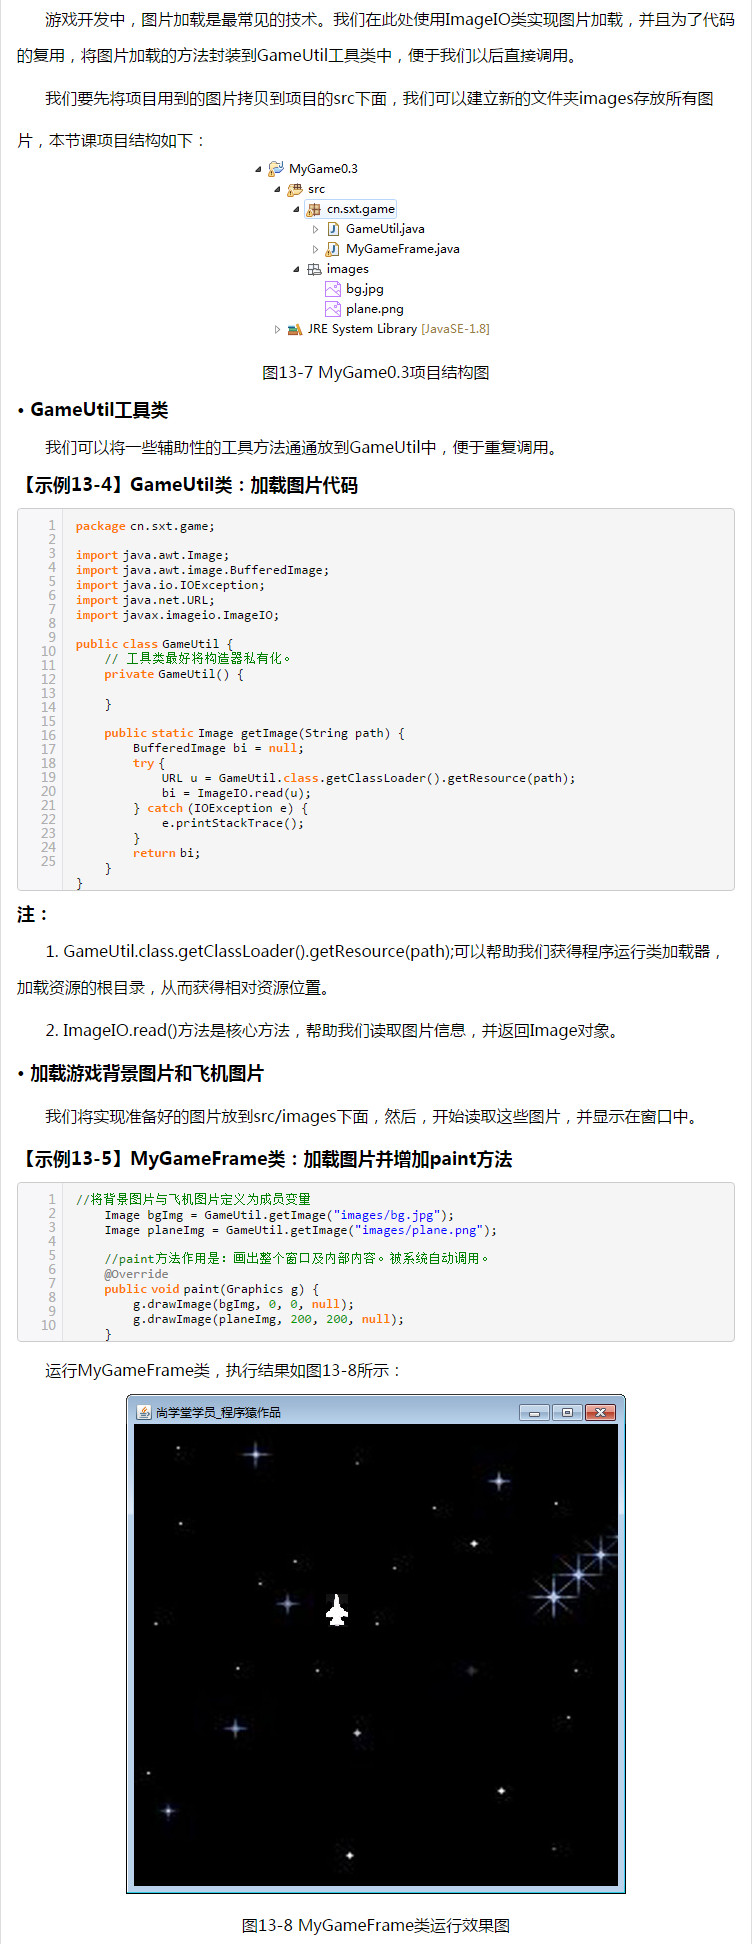 游戏开发中，图片加载是最常见的技术。我们在此处使用ImageIO类实现图片加载，并且为了代码
的复用，将图片加载的方法封装到GameUtil工具类中，便于我们以后直接调用。
我们要先将项目用到的图片拷贝到项目的src下面，我们可以建立新的文件夹images存放所有图
片，本节课项目结构如下：
MyGame0.3
src
cn.sxt.game
GameUtil.java
MyGameFrame.java
images
bg.jpg
plane.png
JRE System Library [JavaSE-1.8]
图13-7 MyGame0.3项目结构图
• GameUtil工具类
我们可以将一些辅助性的工具方法通通放到GameUtil中，便于重复调用。
【示例13-4】GameUtil类：加载图片代码
1 package cn.sxt.game;
2
3 import java.awt.Image;
4 import java.awt.image.BufferedImage;
5 import java.io.IOException;
6 import java.net.URL;
7 import javax.imageio.ImageIO;
8
9 public class GameUtil {
10 // 工具类最好将构造器私有化。
11 private GameUtil() {
12
13 }
14
15 public static Image getImage(String path) {
16 BufferedImage bi = null;
17 try {
18 URL u = GameUtil.class.getClassLoader().getResource(path);
19 bi = ImageIO.read(u);
20 } catch (IOException e) {
21 e.printStackTrace();
22 }
23 return bi;
24 }
25 }
注：
1. GameUtil.class.getClassLoader().getResource(path);可以帮助我们获得程序运行类加载器，
加载资源的根目录，从而获得相对资源位置。
2. ImageIO.read()方法是核心方法，帮助我们读取图片信息，并返回Image对象。
• 加载游戏背景图片和飞机图片
我们将实现准备好的图片放到src/images下面，然后，开始读取这些图片，并显示在窗口中。
【示例13-5】MyGameFrame类：加载图片并增加paint方法
1 //将背景图片与飞机图片定义为成员变量
2 Image bgImg = GameUtil.getImage("images/bg.jpg");
3 Image planeImg = GameUtil.getImage("images/plane.png");
4
5 //paint方法作用是：画出整个窗口及内部内容。被系统自动调用。
6 @Override
7 public void paint(Graphics g) {
8 g.drawImage(bgImg, 0, 0, null);
9 g.drawImage(planeImg, 200, 200, null);
10 }
运行MyGameFrame类，执行结果如图13-8所示：
尚学堂学员_程序猿作品
图13-8 MyGameFrame类运行效果图